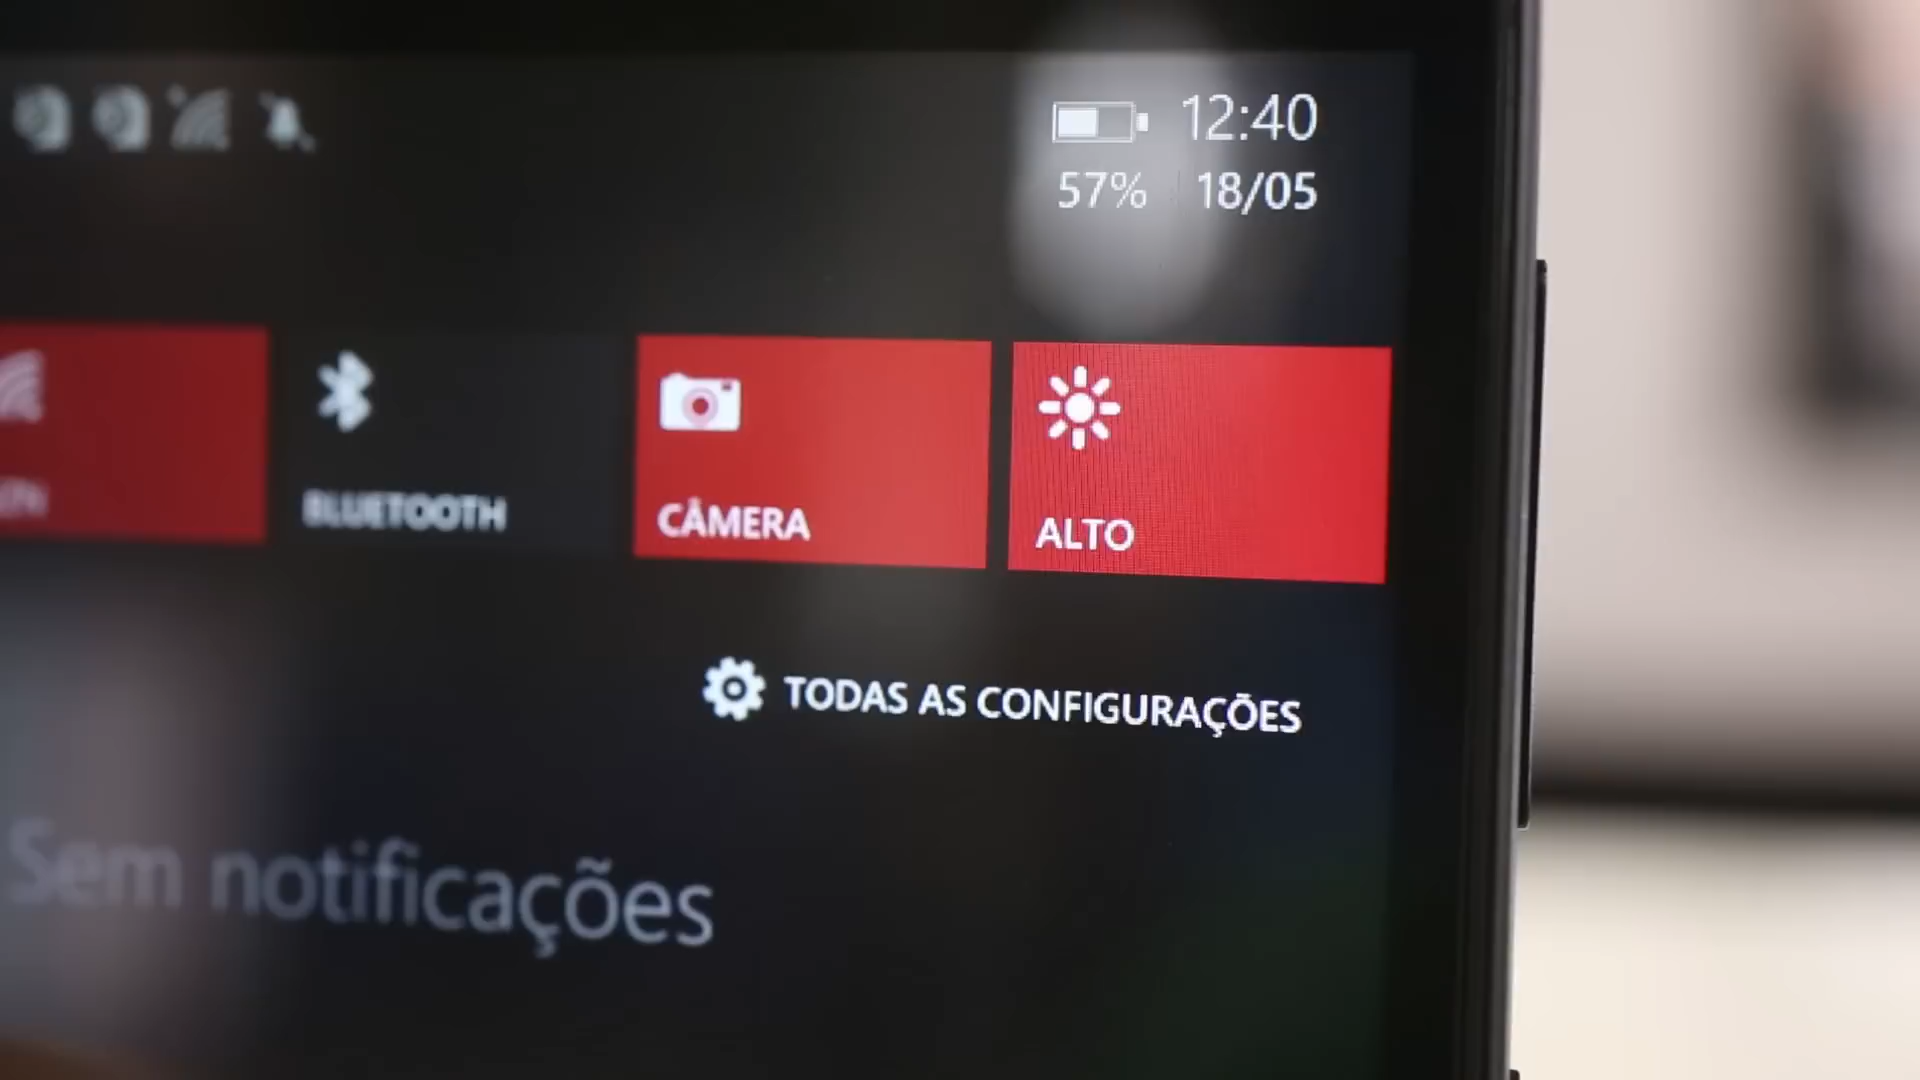 12:40
57% 18/05
BLUETOOTH
CÂMERA
ALTO
TODAS AS CONFIGURAÇÕES
Sem notificações